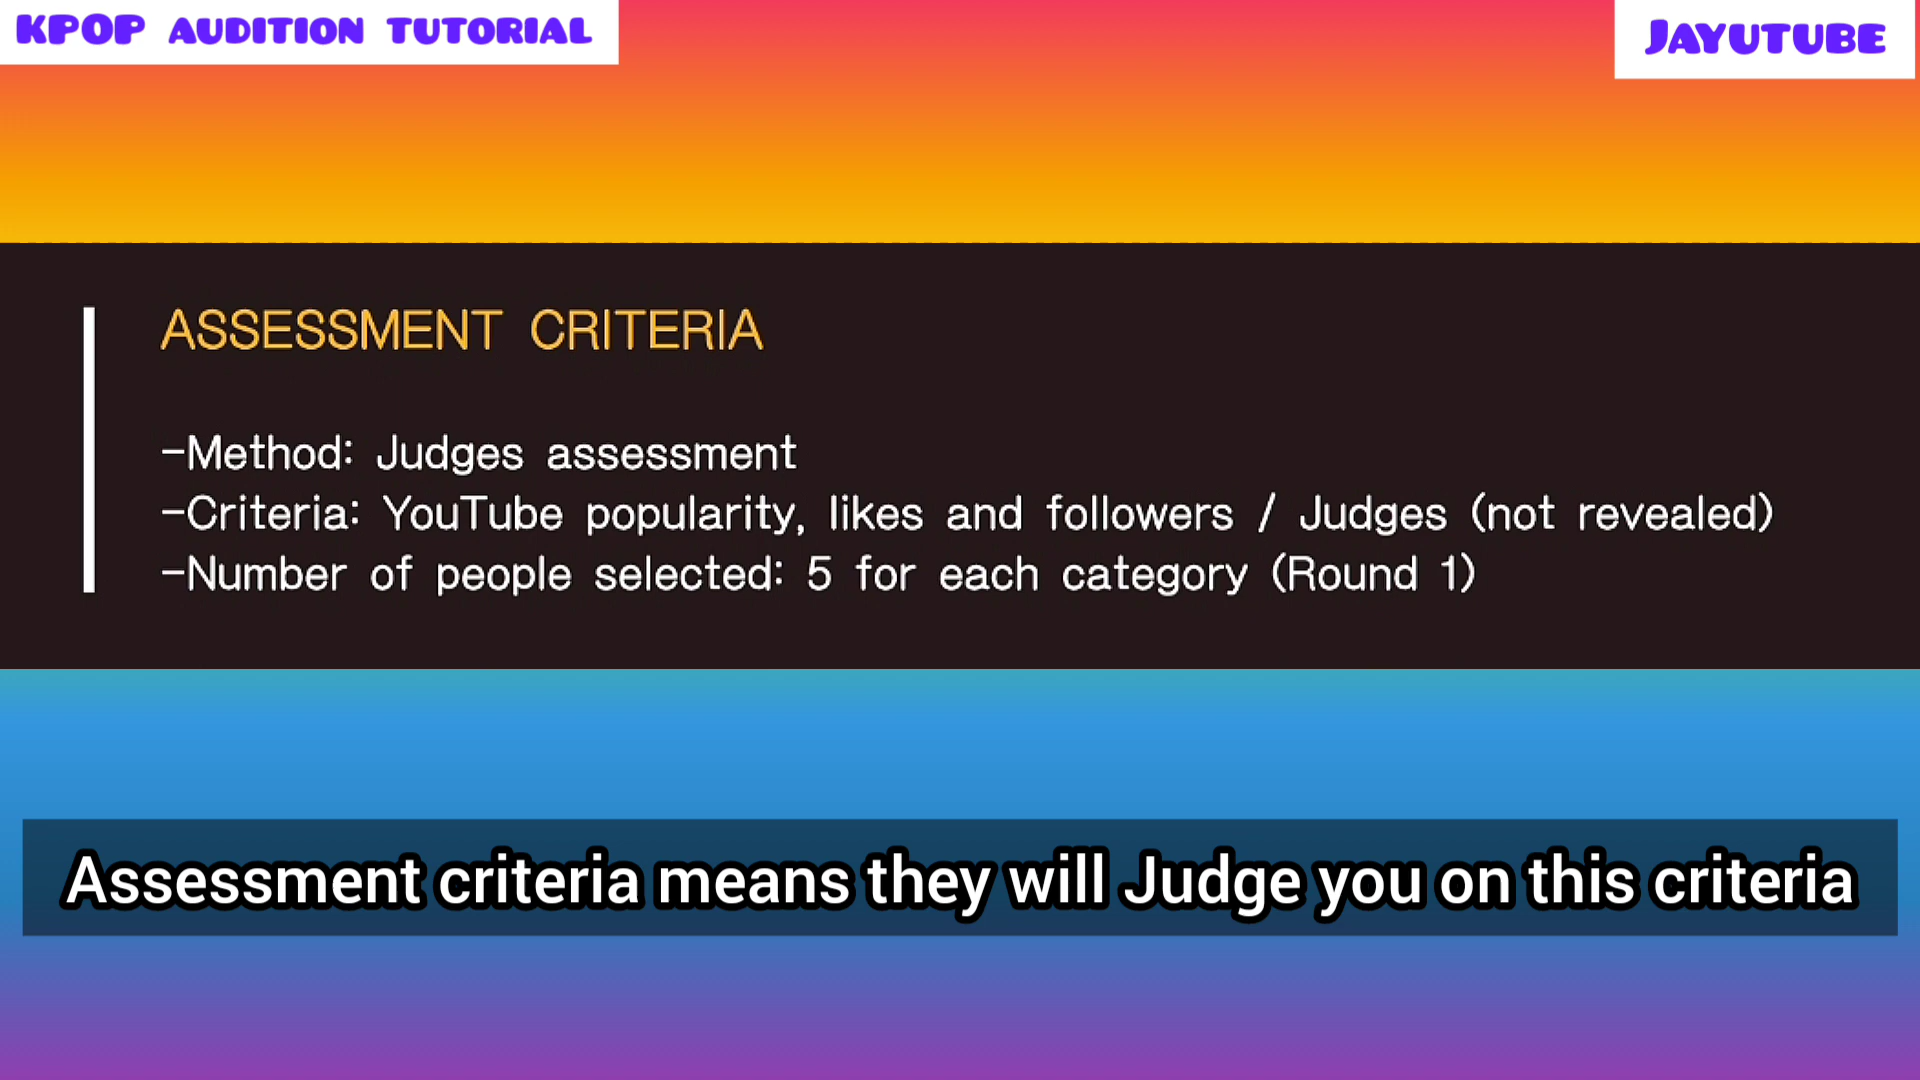 KPOP AUDITION TUTORIAL
JAYUTUBE
ASSESSMENT CRITERIA
-Method: Judges assessment
-Criteria: YouTube popularity, likes and followers / Judges (not revealed)
-Number of people selected: 5 for each category (Round 1)
Assessment criteria means they will Judge you on this criteria